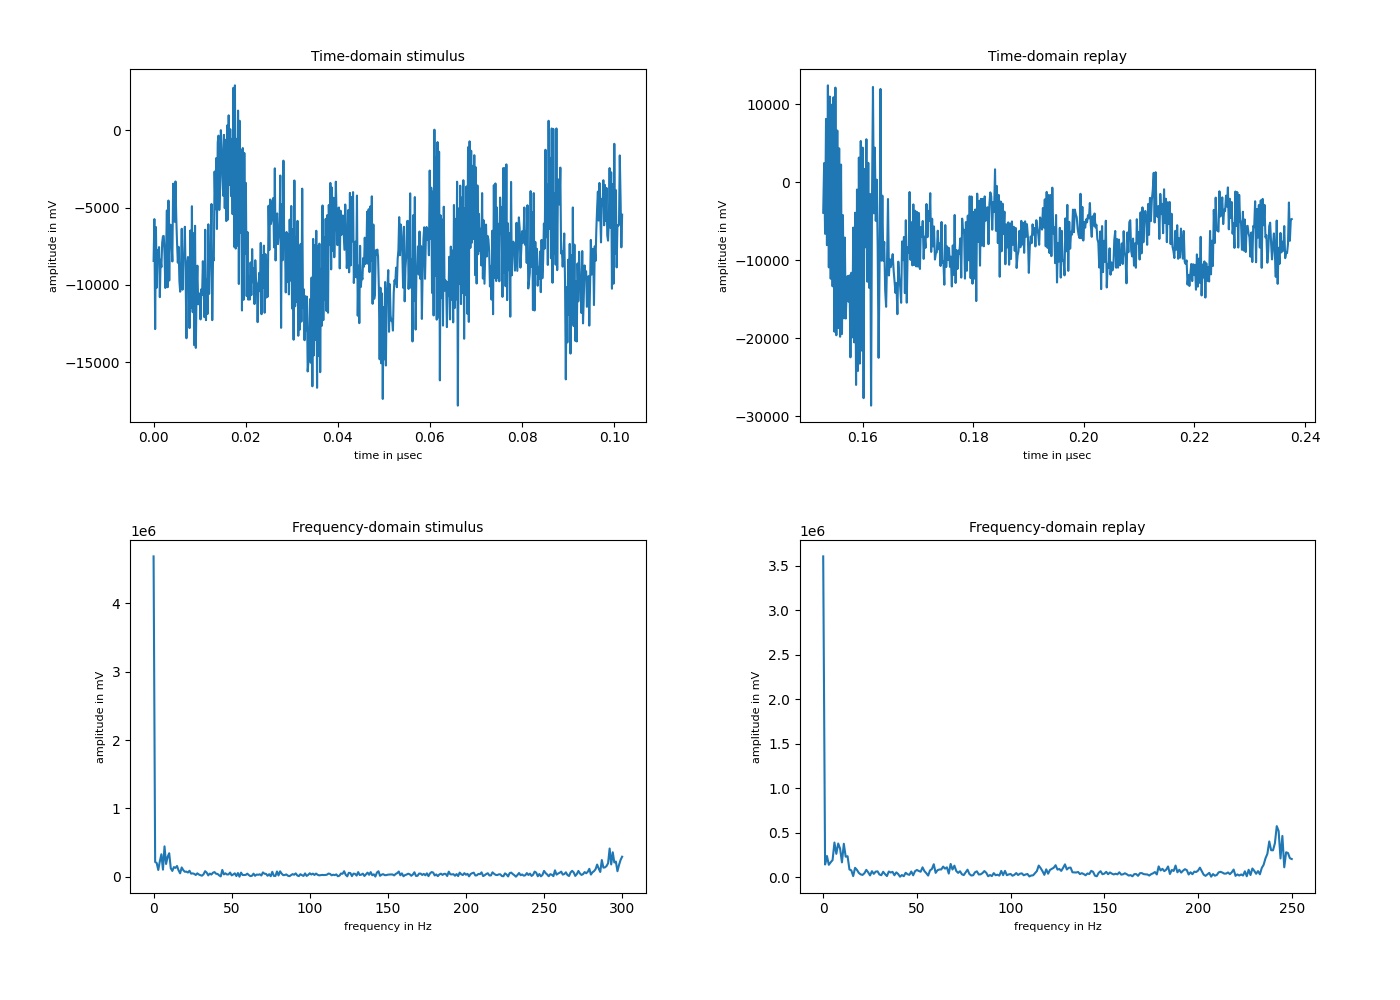 Time-domain stimulus
Time-domain replay
0
−5000
−10000
−15000
amplitude in mV
0.00 0.02 0.04 0.06 0.08 0.10
time in μsec
10000
0
−10000
−20000
−30000
amplitude in mV
0.16 0.18 0.20 0.22 0.24
time in μsec
Frequency-domain stimulus
1e6
4
3
2
1
0
amplitude in mV
0 50 100 150 200 250 300
frequency in Hz
Frequency-domain replay
1e6
3.5
3.0
2.5
2.0
1.5
1.0
0.5
0.0
amplitude in mV
0 50 100 150 200 250
frequency in Hz